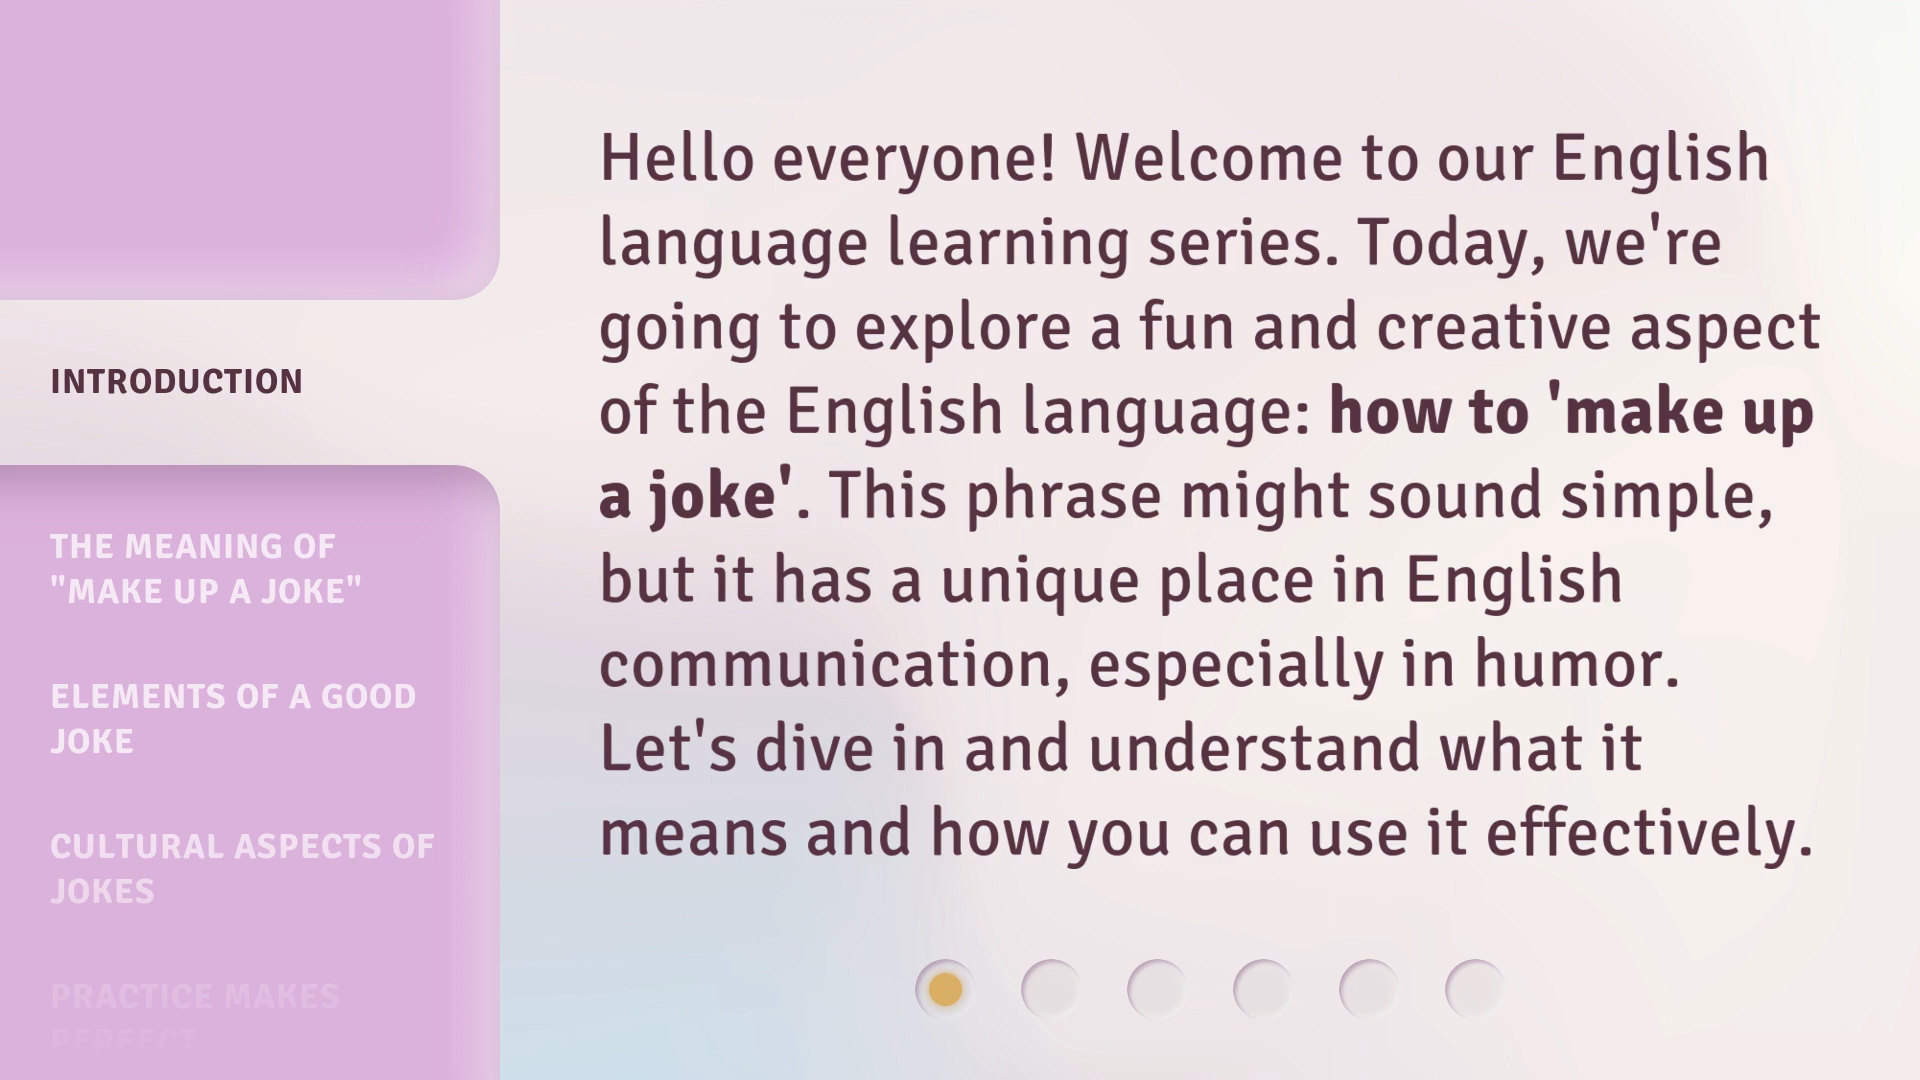 INTRODUCTION
THE MEANING OF
"MAKE UP A JOKE"
ELEMENTS OF A GOOD
JOKE
CULTURAL ASPECTS OF
JOKES
PRACTICE MAKES
PERFECT
Hello everyone! Welcome to our English
language learning series. Today, we're
going to explore a fun and creative aspect
of the English language: how to 'make up
a joke'. This phrase might sound simple,
but it has a unique place in English
communication, especially in humor.
Let's dive in and understand what it
means and how you can use it effectively.